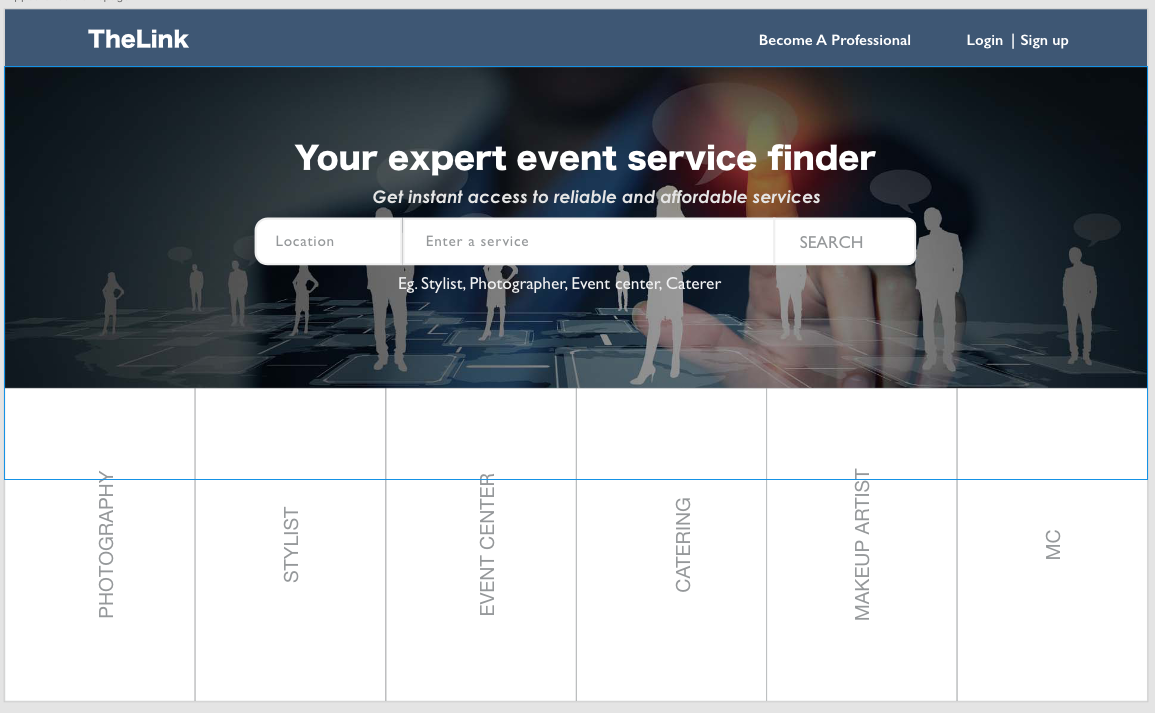 TheLink
Become A Professional
Login | Sign up
Your expert event service finder
Get instant access to reliable and affordable services
Location
Enter a service
SEARCH
Eg. Stylist, Photographer, Event center, Caterer
PHOTOGRAPHY
STYLIST
EVENT CENTER
CATERING
MAKEUP ARTIST
MC